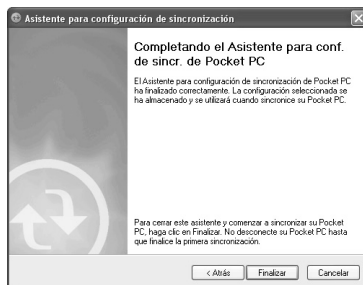 Asistente para configuración de sincronización
Completando el Asistente para conf.
de sincr. de Pocket PC
El Asistente para configuración de sincronización de Pocket PC
ha finalizado correctamente. La configuración seleccionada se
ha almacenado y se utilizará cuando sincronice su Pocket PC.
Para cerrar este asistente y comenzar a sincronizar su Pocket
PC, haga clic en Finalizar. No desconecte su Pocket PC hasta
que finalice la primera sincronización.
< Atrás Finalizar Cancelar